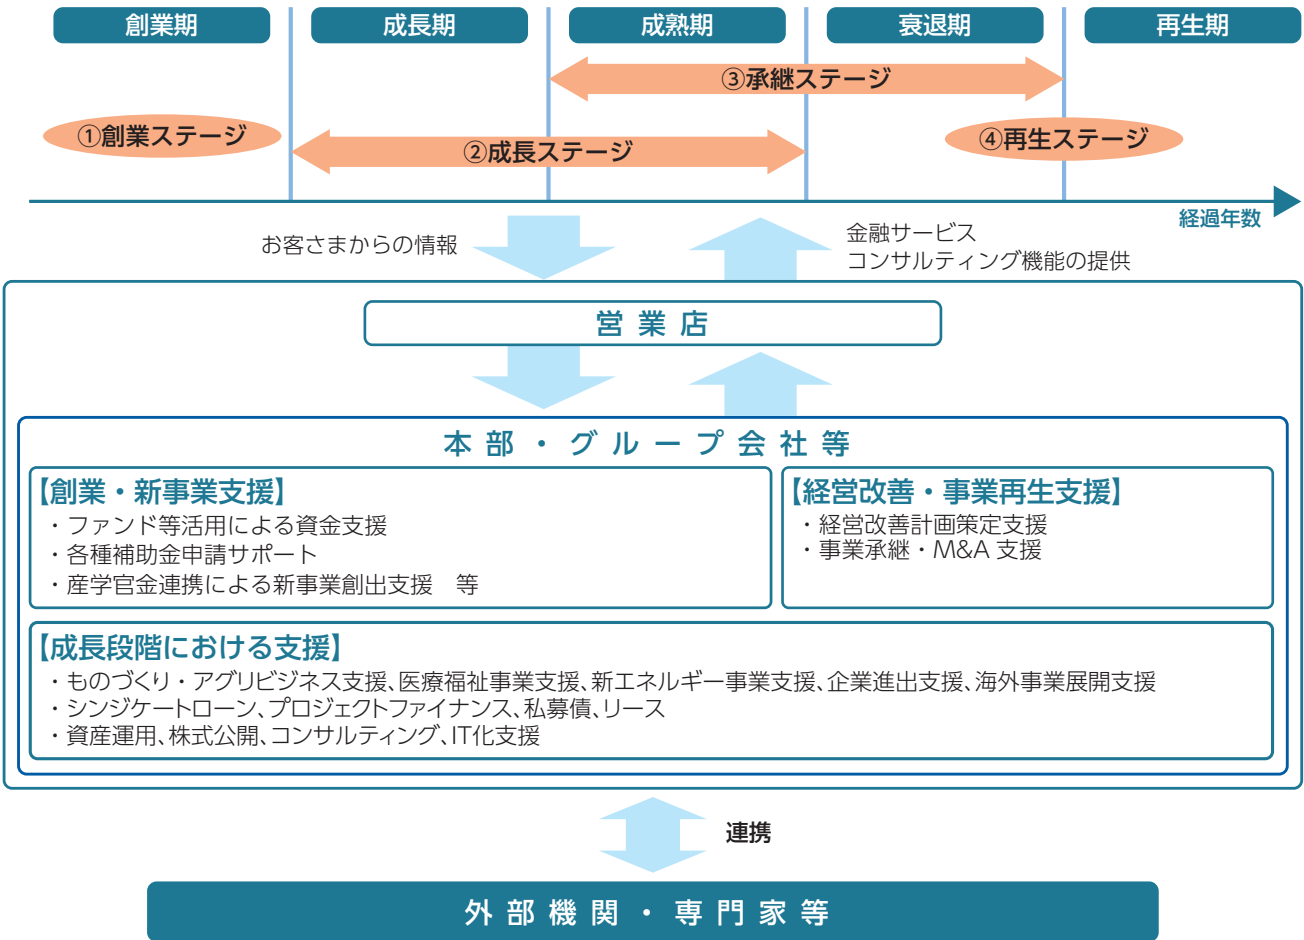 創業期
成長期
成熟期
衰退期
再生期
③承継ステージ
①創業ステージ
②成長ステージ
④再生ステージ
経過年数
お客さまからの情報
金融サービス
コンサルティング機能の提供
営業店
本部・グループ会社等
【創業・新事業支援】
・ファンド等活用による資金支援
・各種補助金申請サポート
・産学官金連携による新事業創出支援　等
【経営改善・事業再生支援】
・経営改善計画策定支援
・事業承継・M&A 支援
【成長段階における支援】
・ものづくり・アグリビジネス支援、医療福祉事業支援、新エネルギー事業支援、企業進出支援、海外事業展開支援
・シンジケートローン、プロジェクトファイナンス、私募債、リース
・資産運用、株式公開、コンサルティング、IT化支援
連携
外部機関・専門家等